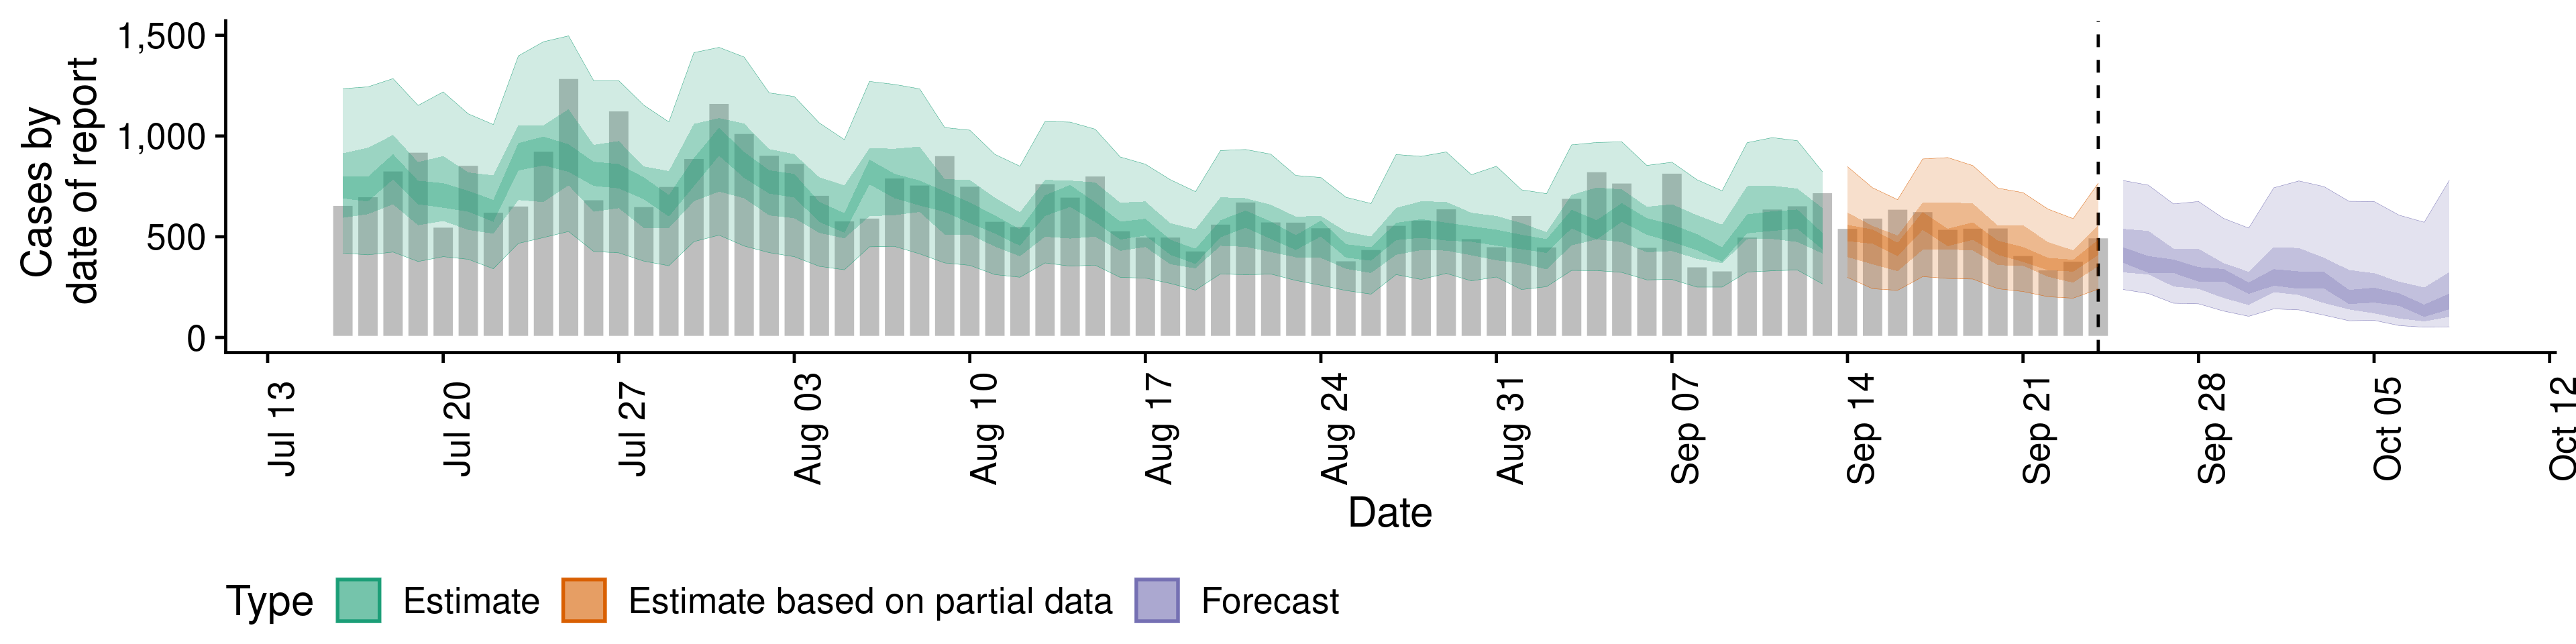 Cases by
date of report
1,500
1,000
500
0
Jul 13
Jul 20
Jul 27
Aug 03
Aug 10
Aug 17
Aug 24
Aug 31
Sep 07
Sep 14
Sep 21
Sep 28
Oct 05
Oct 12
Date
Type
Estimate
Estimate based on partial data
Forecast